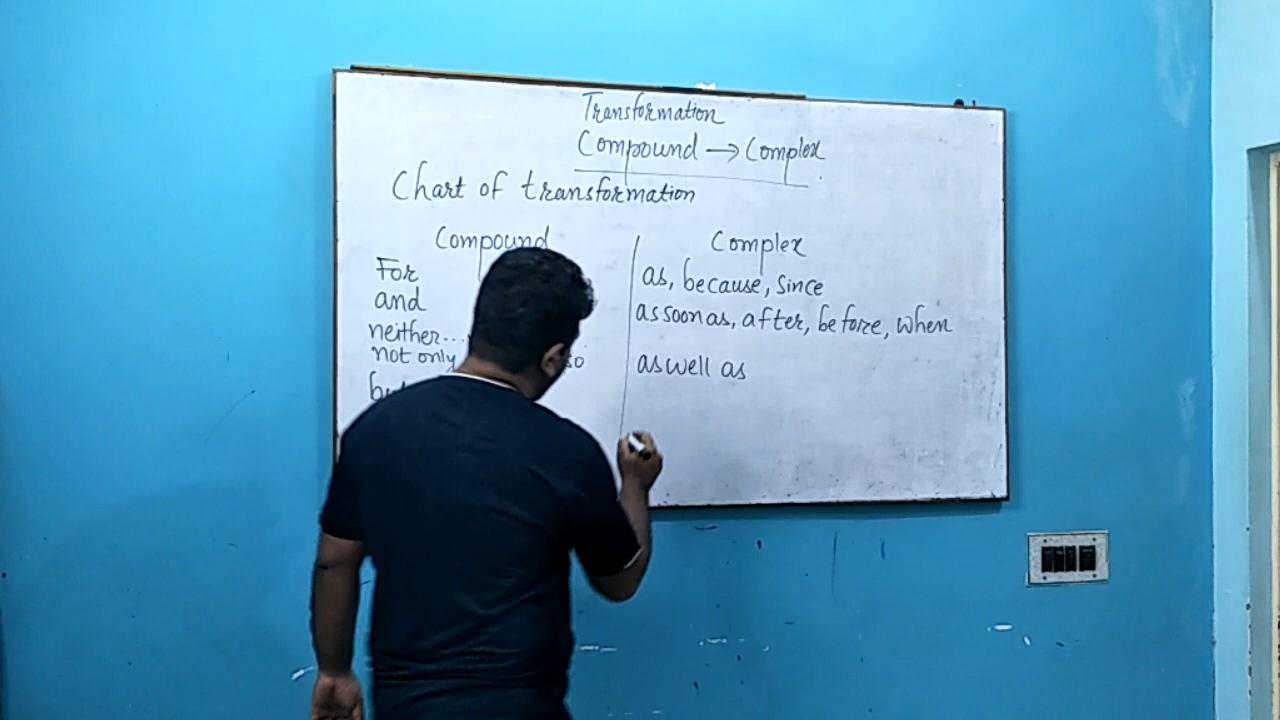 Transformation
Compound → Complex
Chart of transformation
Compound Complex
For as, because, since
and as soon as, after, before, when
neither...
not only so as well as